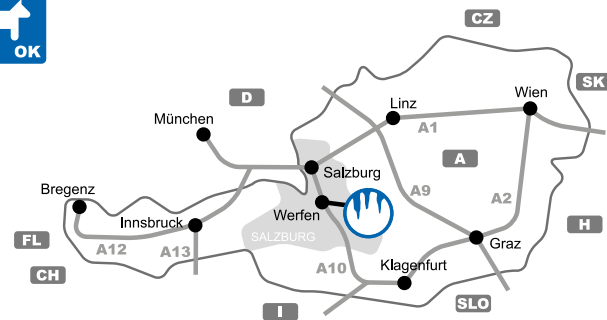 OK
CZ
SK
D
Linz
Wien
München
A1
A
Salzburg
A9
A2
Bregenz
Innsbruck
Werfen
SALZBURG
H
FL
A12
A13
Graz
CH
A10
Klagenfurt
I
SLO